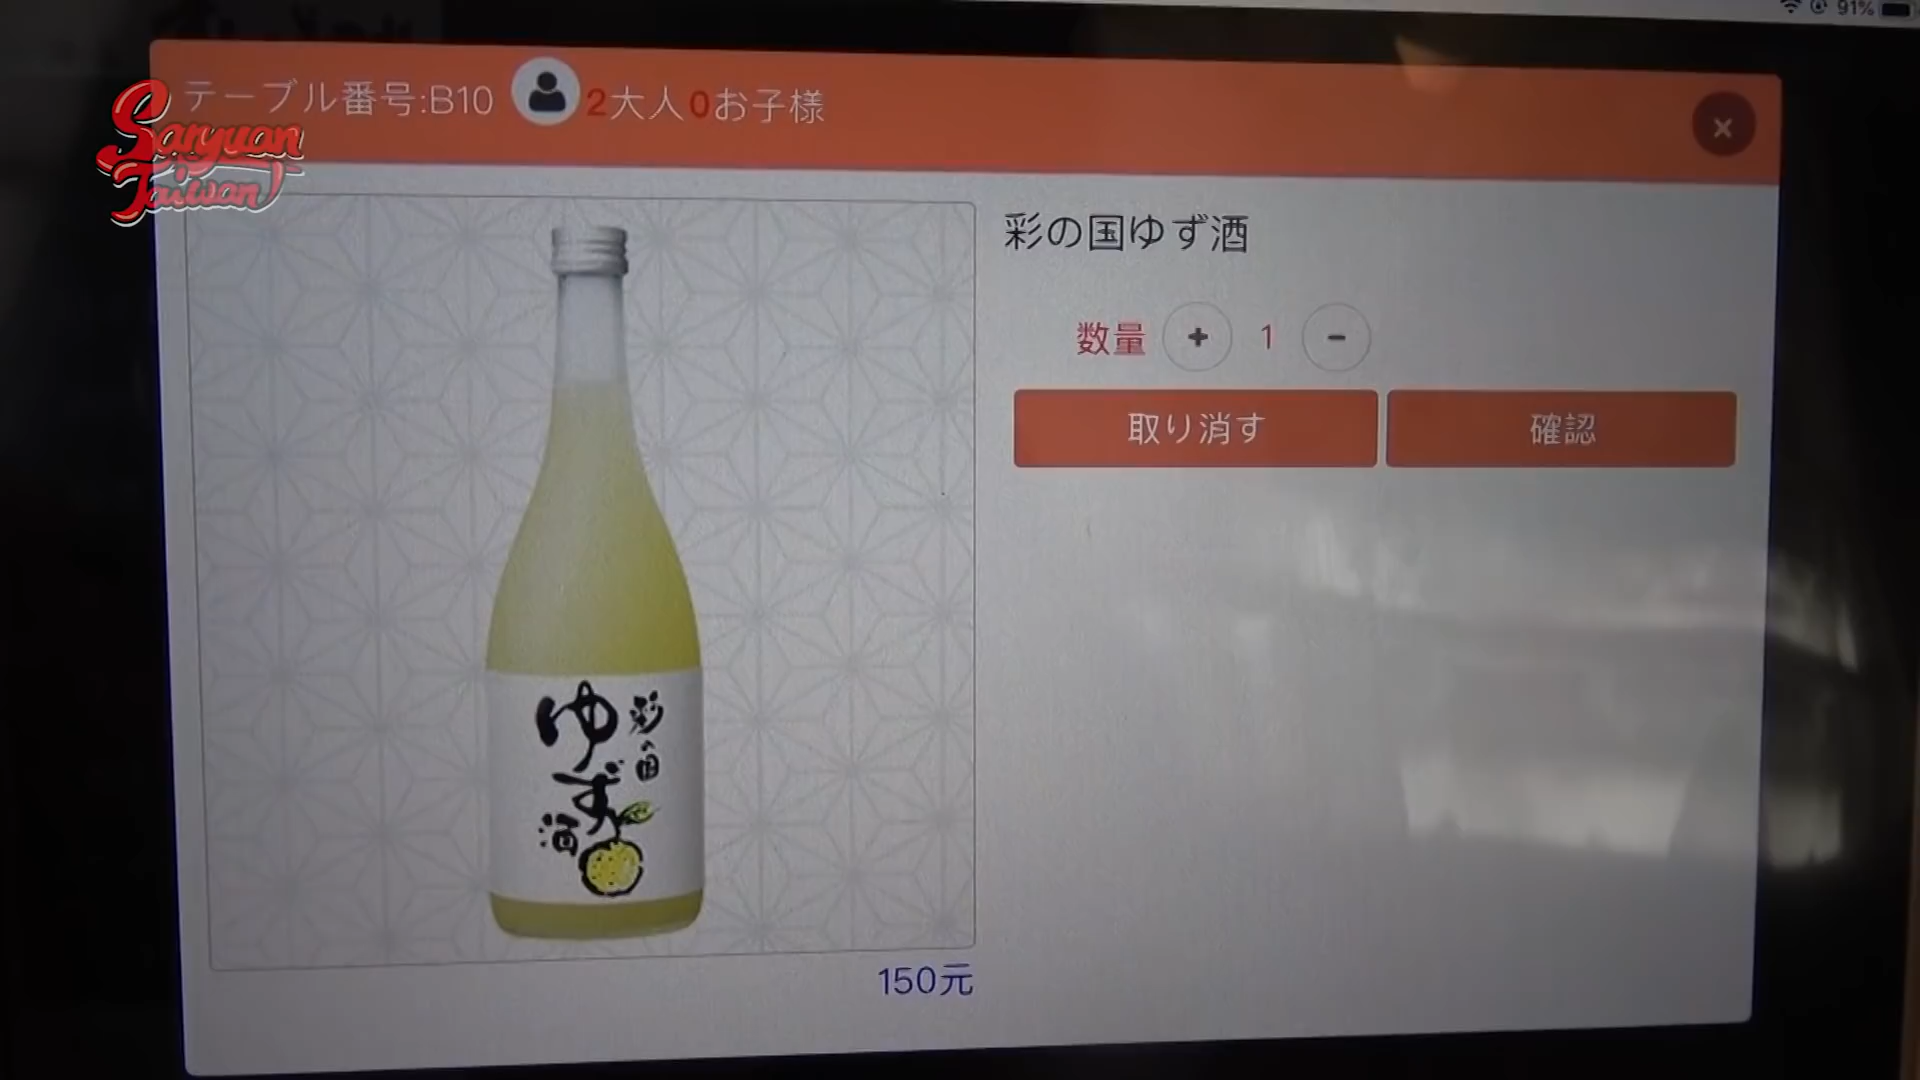 91%
テーブル番号:B10 2大人0お子様
×
Sanyuan
Taiwan
彩の国ゆず酒
数量 + 1 -
取り消す 確認
彩の国
ゆず
酒
150元